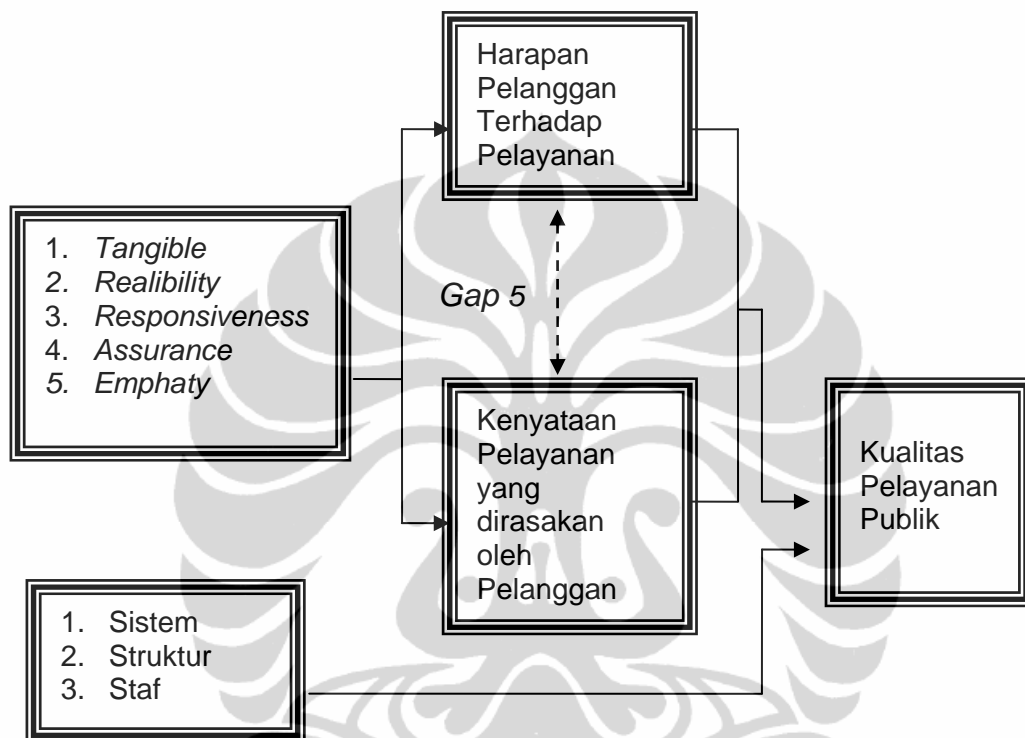 Harapan
Pelanggan
Terhadap
Pelayanan
1. Tangible
2. Realibility
3. Responsiveness
4. Assurance
5. Emphaty
Gap 5
Kenyataan
Pelayanan
yang
dirasakan
oleh
Pelanggan
Kualitas
Pelayanan
Publik
1. Sistem
2. Struktur
3. Staf